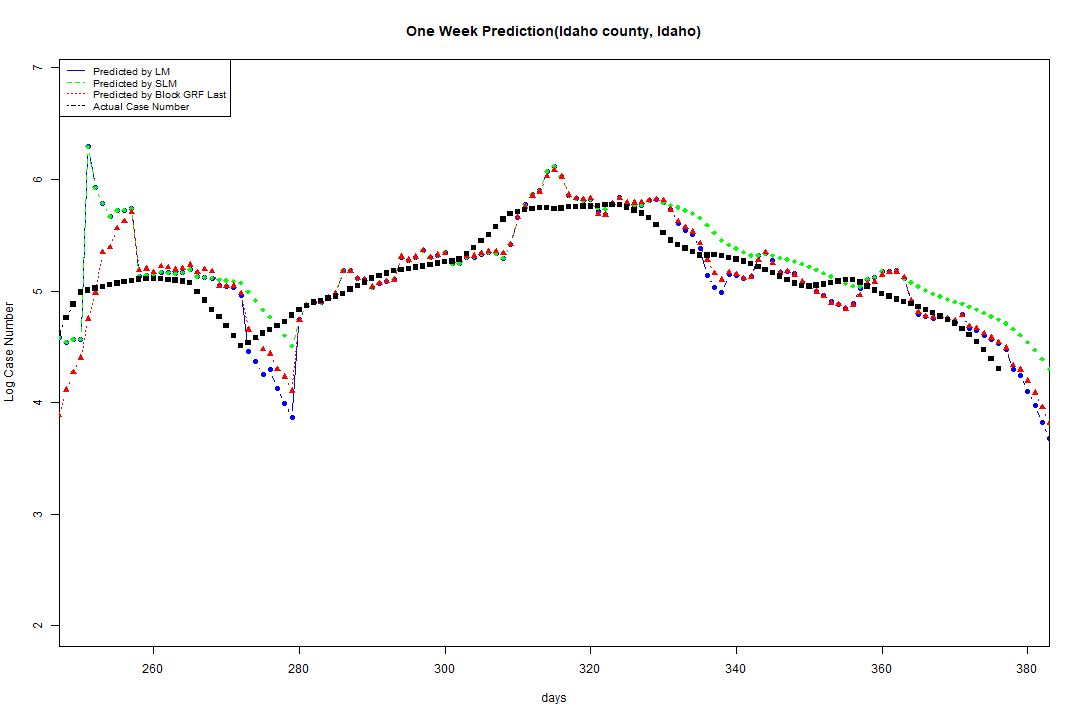 One Week Prediction(Idaho county, Idaho)
Predicted by LM
Predicted by SLM
Predicted by Block GRF Last
Actual Case Number
7
6
5
4
3
2
Log Case Number
260 280 300 320 340 360 380
days